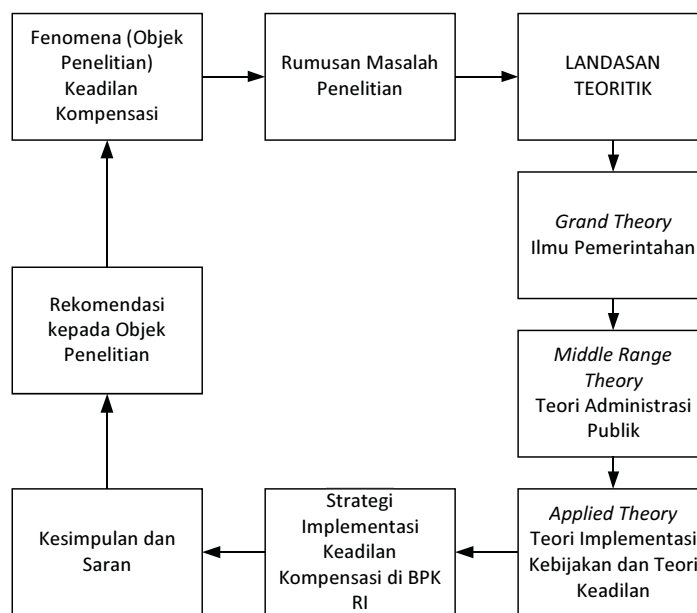 Fenomena (Objek
Penelitian)
Keadilan
Kompensasi
Rumusan Masalah
Penelitian
LANDASAN
TEORITIK
Grand Theory
Ilmu Pemerintahan
Middle Range
Theory
Teori Administrasi
Publik
Applied Theory
Teori Implementasi
Kebijakan dan Teori
Keadilan
Strategi
Implementasi
Keadilan
Kompensasi di BPK
RI
Kesimpulan dan
Saran
Rekomendasi
kepada Objek
Penelitian